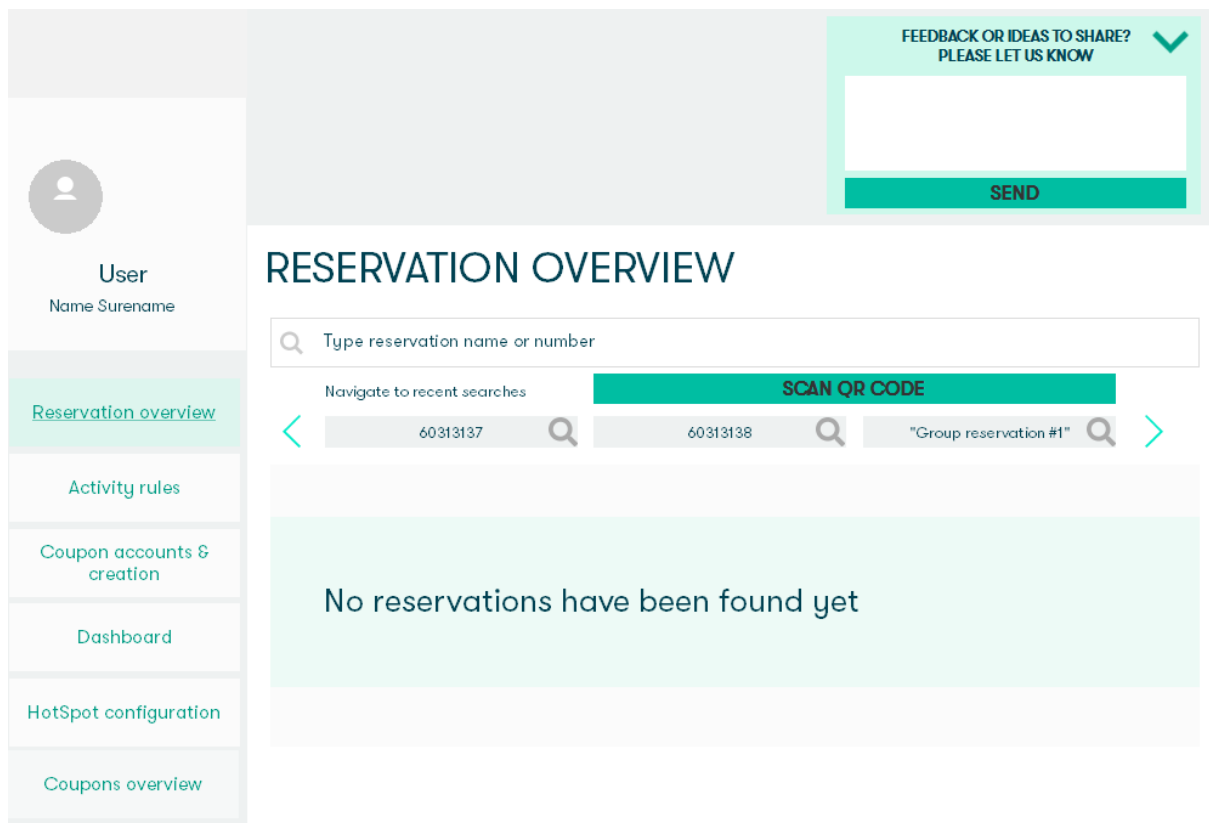 FEEDBACK OR IDEAS TO SHARE?
PLEASE LET US KNOW
SEND
User
Name Surename
Reservation overview
Activity rules
Coupon accounts &
creation
Dashboard
HotSpot configuration
Coupons overview
RESERVATION OVERVIEW
Type reservation name or number
Navigate to recent searches
SCAN QR CODE
60313137
60313138
"Group reservation #1"
No reservations have been found yet